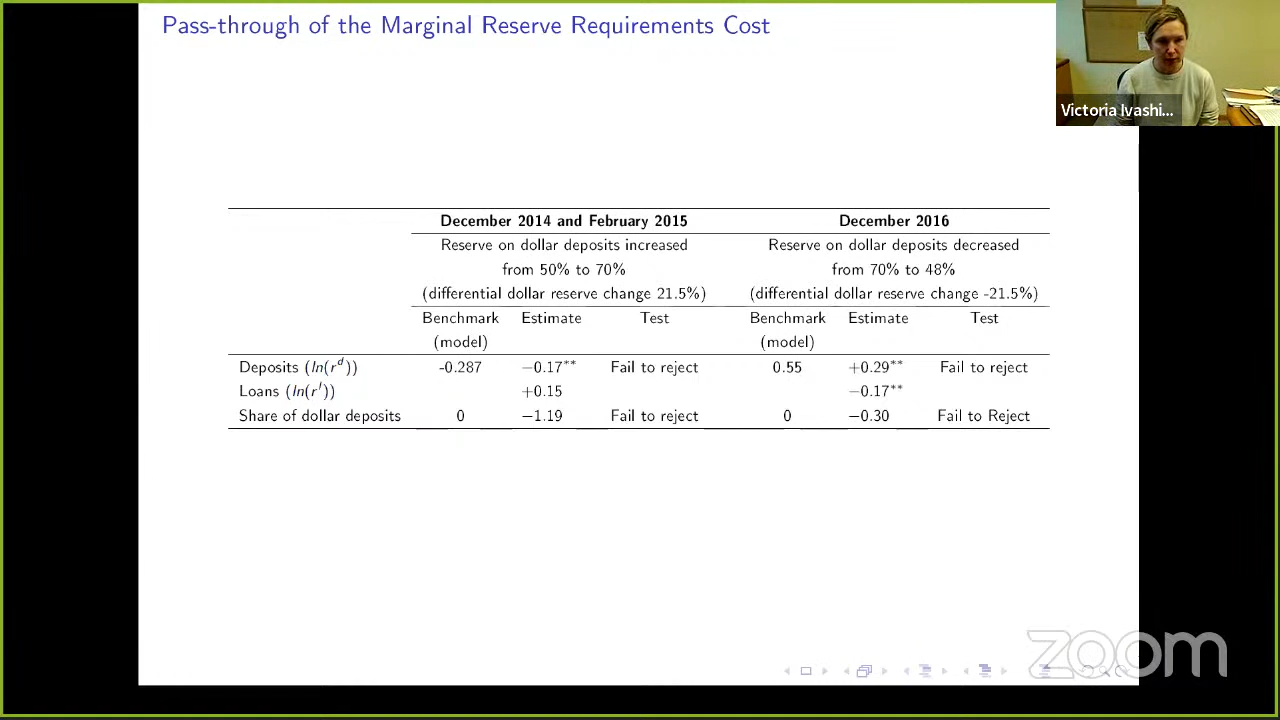 Pass-through of the Marginal Reserve Requirements Cost
Victoria Ivashi...
December 2014 and February 2015 December 2016
Reserve on dollar deposits increased Reserve on dollar deposits decreased
from 50% to 70% from 70% to 48%
(differential dollar reserve change 21.5%) (differential dollar reserve change -21.5%)
Benchmark Estimate Test Benchmark Estimate Test
(model) (model)
Deposits (ln(r^d)) -0.287 −0.17** Fail to reject 0.55 +0.29** Fail to reject
Loans (ln(r^l)) +0.15 −0.17**
Share of dollar deposits 0 −1.19 Fail to reject 0 −0.30 Fail to Reject
zoom